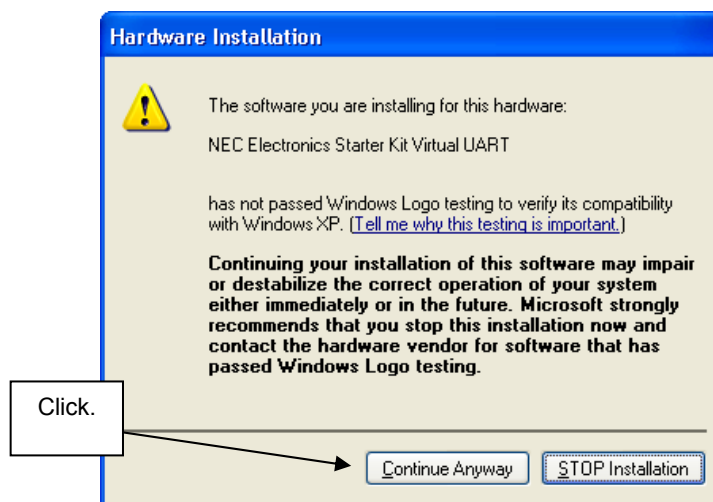 Hardware Installation
The software you are installing for this hardware:
NEC Electronics Starter Kit Virtual UART
has not passed Windows Logo testing to verify its compatibility
with Windows XP. (Tell me why this testing is important.)
Continuing your installation of this software may impair
or destabilize the correct operation of your system
either immediately or in the future. Microsoft strongly
recommends that you stop this installation now and
contact the hardware vendor for software that has
passed Windows Logo testing.
Click.
Continue Anyway
STOP Installation